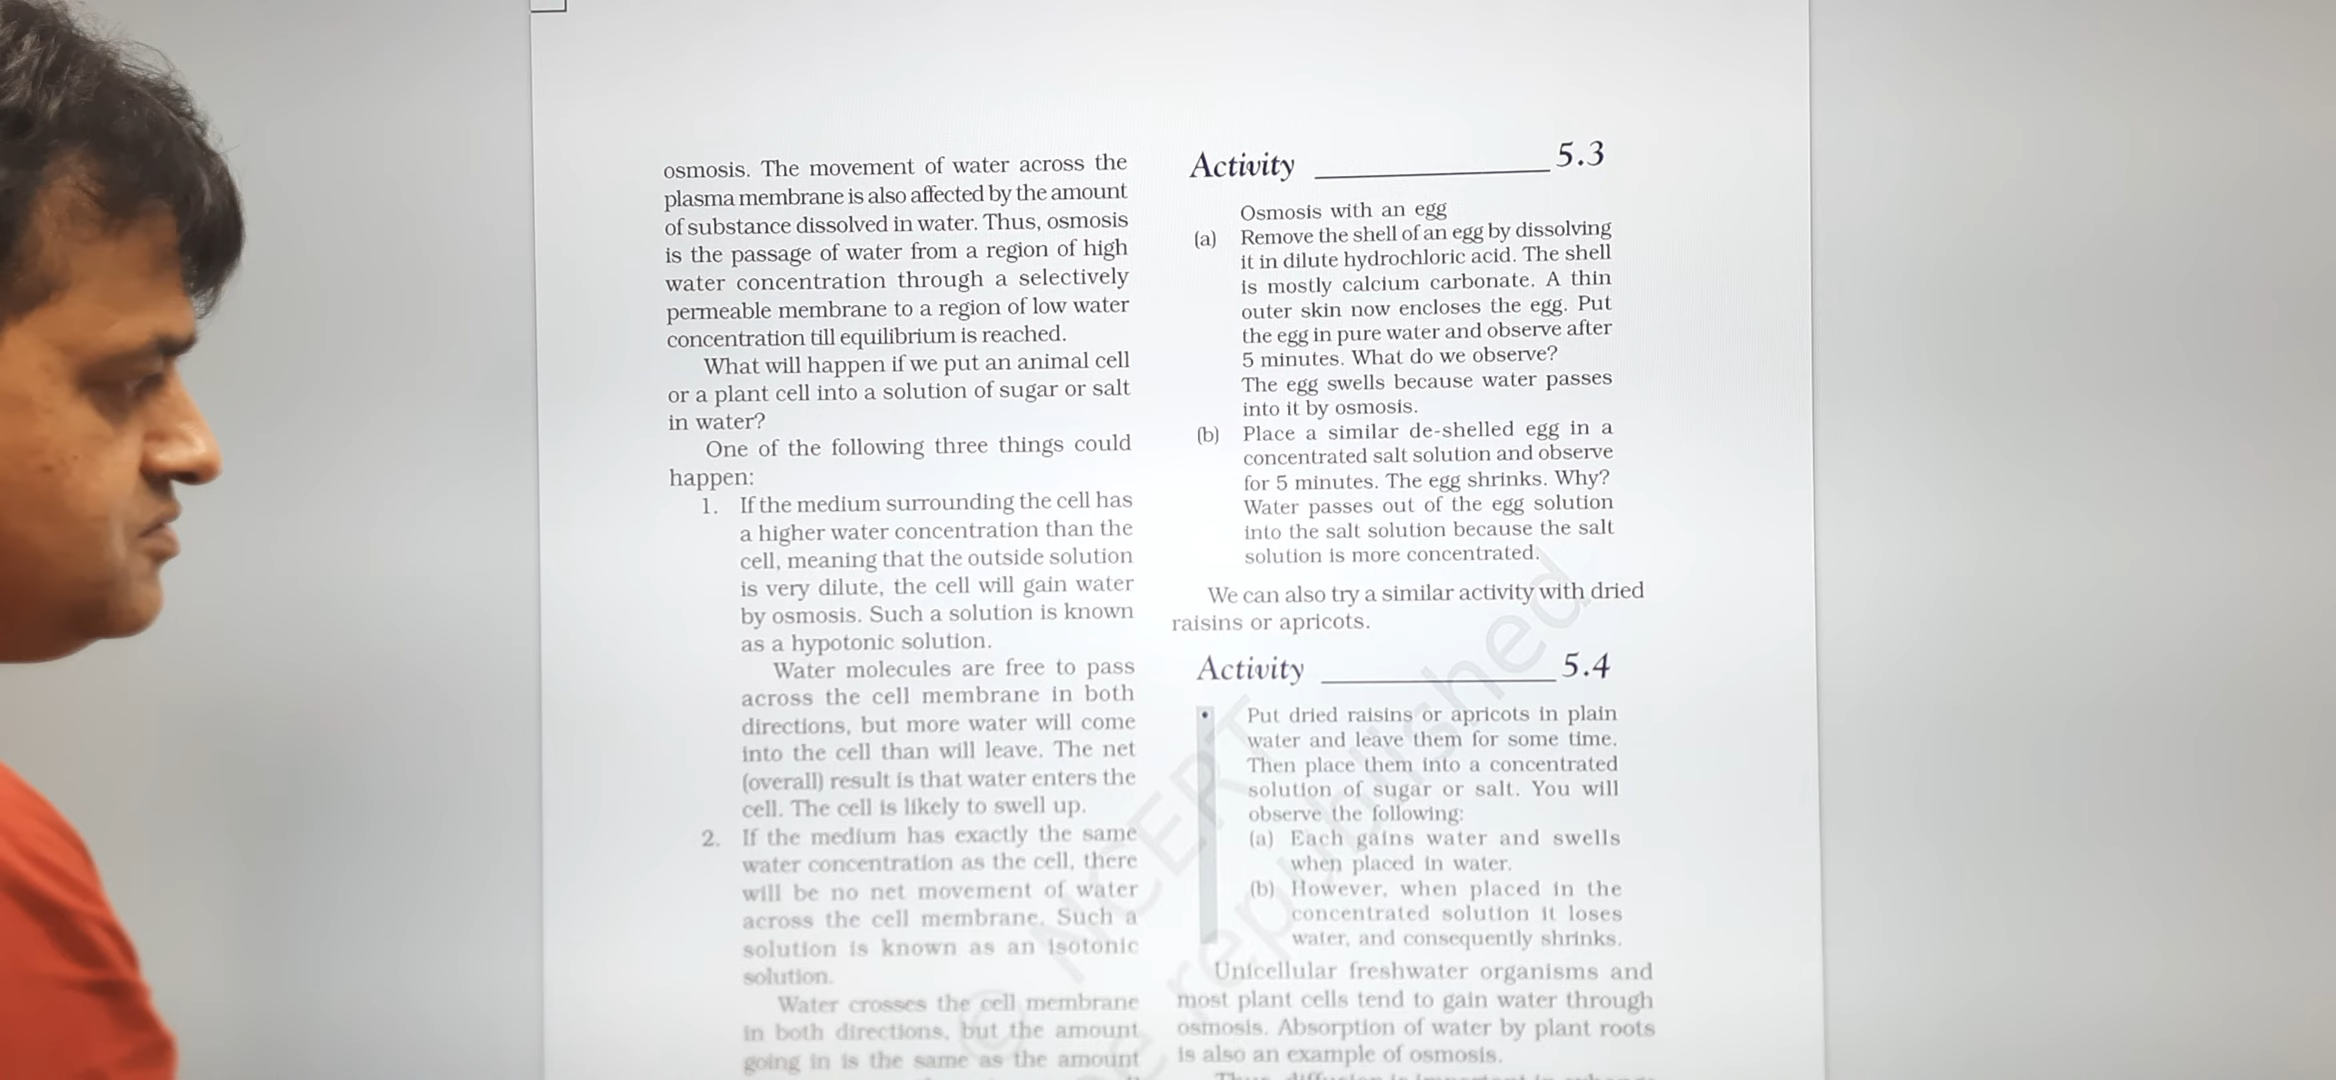 osmosis. The movement of water across the
plasma membrane is also affected by the amount
of substance dissolved in water. Thus, osmosis
is the passage of water from a region of high
water concentration through a selectively
permeable membrane to a region of low water
concentration till equilibrium is reached.
What will happen if we put an animal cell
or a plant cell into a solution of sugar or salt
in water?
One of the following three things could
happen:
1. If the medium surrounding the cell has
a higher water concentration than the
cell, meaning that the outside solution
is very dilute, the cell will gain water
by osmosis. Such a solution is known
as a hypotonic solution.
Water molecules are free to pass
across the cell membrane in both
directions, but more water will come
into the cell than will leave. The net
(overall) result is that water enters the
cell. The cell is likely to swell up.
2. If the medium has exactly the same
water concentration as the cell, there
will be no net movement of water
across the cell membrane. Such a
solution is known as an isotonic
solution.
Water crosses the cell membrane
in both directions, but the amount
going in is the same as the amount
Activity 5.3
Osmosis with an egg
(a) Remove the shell of an egg by dissolving
it in dilute hydrochloric acid. The shell
is mostly calcium carbonate. A thin
outer skin now encloses the egg. Put
the egg in pure water and observe after
5 minutes. What do we observe?
The egg swells because water passes
into it by osmosis.
(b) Place a similar de-shelled egg in a
concentrated salt solution and observe
for 5 minutes. The egg shrinks. Why?
Water passes out of the egg solution
into the salt solution because the salt
solution is more concentrated.
We can also try a similar activity with dried
raisins or apricots.
Activity 5.4
• Put dried raisins or apricots in plain
water and leave them for some time.
Then place them into a concentrated
solution of sugar or salt. You will
observe the following:
(a) Each gains water and swells
when placed in water.
(b) However, when placed in the
concentrated solution it loses
water, and consequently shrinks.
Unicellular freshwater organisms and
most plant cells tend to gain water through
osmosis. Absorption of water by plant roots
is also an example of osmosis.
© NCERT
be republished